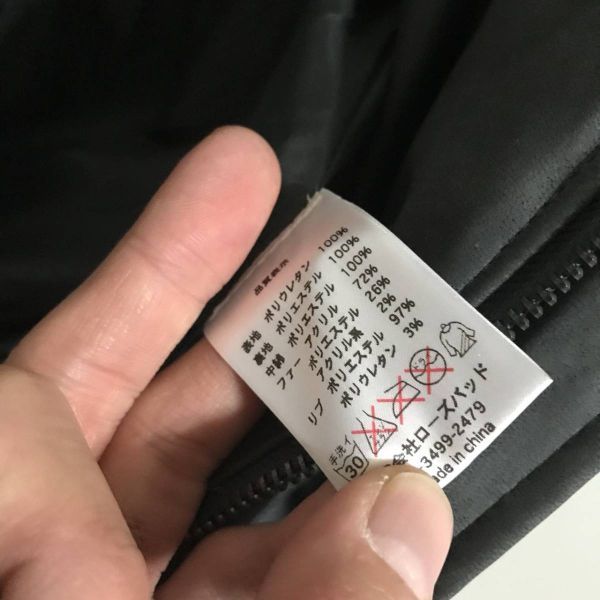 品質表示
表地 ポリウレタン 100%
裏地 ポリエステル 100%
中綿 ポリエステル 100%
ファー アクリル 72%
ポリエステル 26%
アクリル系 2%
リブ ポリエステル 97%
ポリウレタン 3%
手洗イ
30
会社ローズバッド
3499-2479
made in china